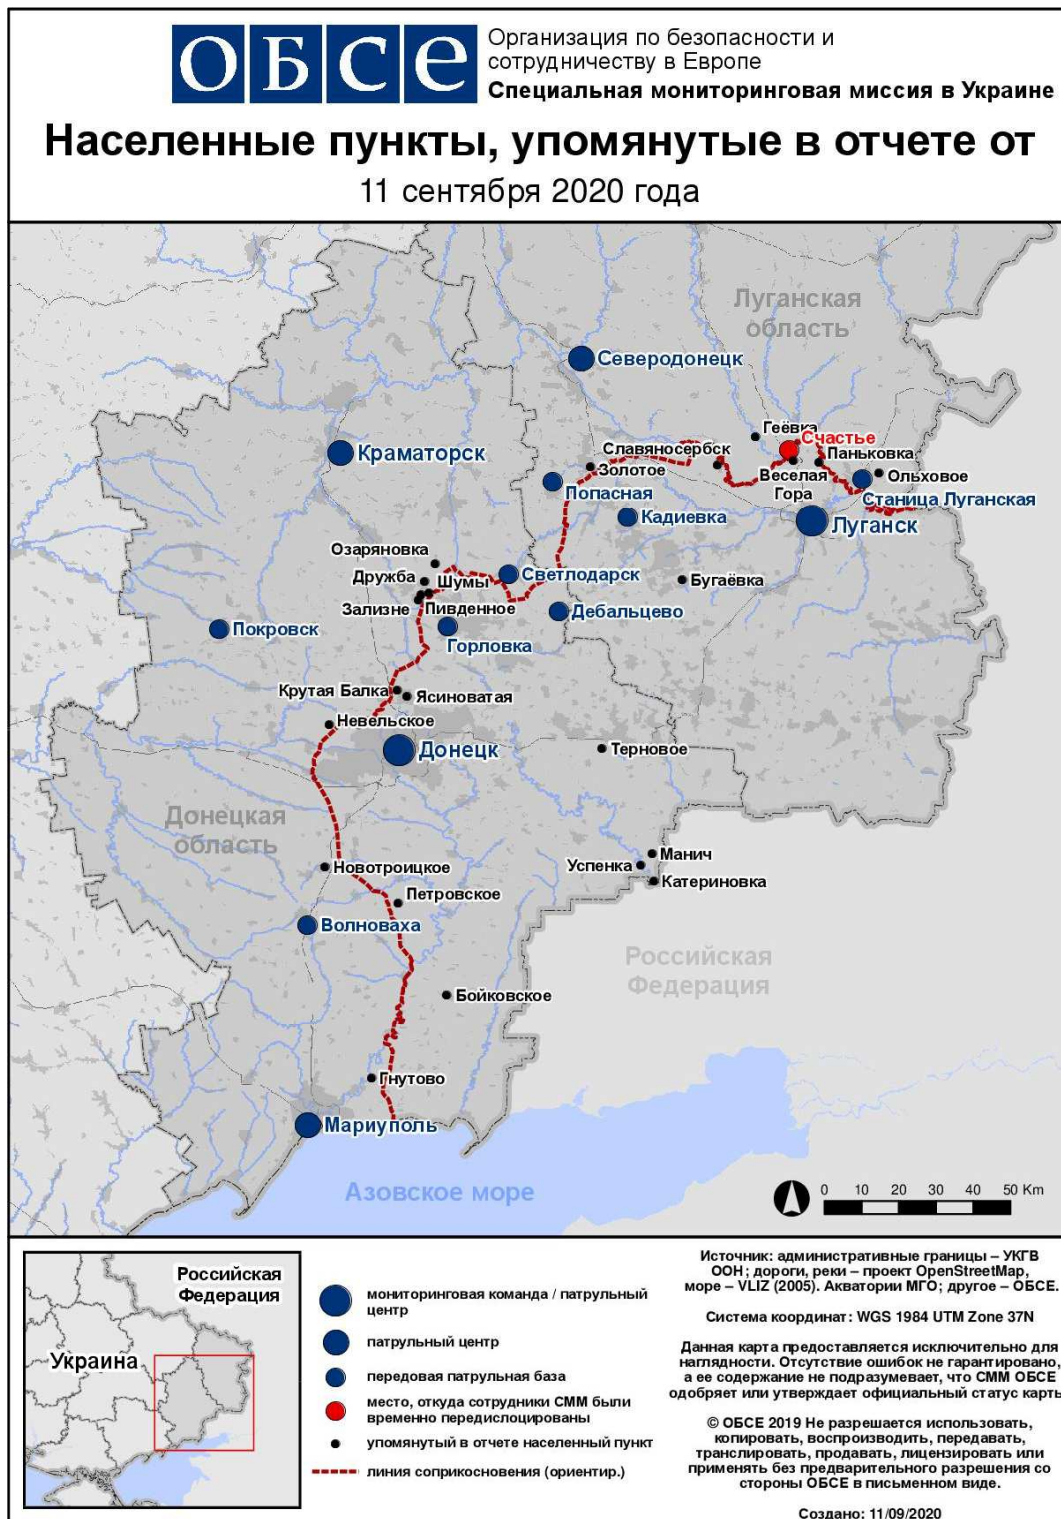 ОБСЕ
Организация по безопасности и
сотрудничеству в Европе
Специальная мониторинговая миссия в Украине
Населенные пункты, упомянутые в отчете от
11 сентября 2020 года
Луганская
область
Северодонецк
Геёвка
Счастье
Краматорск
Славяносербск
Паньковка
Золотое
Веселая
Гора
Ольховое
Попасная
Станица Луганская
Кадиевка
Луганск
Озаряновка
Дружба
Шумы
Светлодарск
Бугаёвка
Зализне
Пивденное
Дебальцево
Покровск
Горловка
Крутая Балка
Ясиноватая
Невельское
Донецк
Терновое
Донецкая
область
Манич
Успенка
Новотроицкое
Катериновка
Петровское
Волноваха
Российская
Федерация
Бойковское
Гнутово
Мариуполь
Азовское море
0 10 20 30 40 50 Km
Российская
Федерация
Украина
мониторинговая команда / патрульный
центр
патрульный центр
передовая патрульная база
место, откуда сотрудники СММ были
временно передислоцированы
упомянутый в отчете населенный пункт
линия соприкосновения (ориентир.)
Источник: административные границы – УКГВ
ООН; дороги, реки – проект OpenStreetMap,
море – VLIZ (2005). Акватории МГО; другое – ОБСЕ.
Система координат: WGS 1984 UTM Zone 37N
Данная карта предоставляется исключительно для
наглядности. Отсутствие ошибок не гарантировано,
а ее содержание не подразумевает, что СММ ОБСЕ
одобряет или утверждает официальный статус карты
© ОБСЕ 2019 Не разрешается использовать,
копировать, воспроизводить, передавать,
транслировать, продавать, лицензировать или
применять без предварительного разрешения со
стороны ОБСЕ в письменном виде.
Создано: 11/09/2020